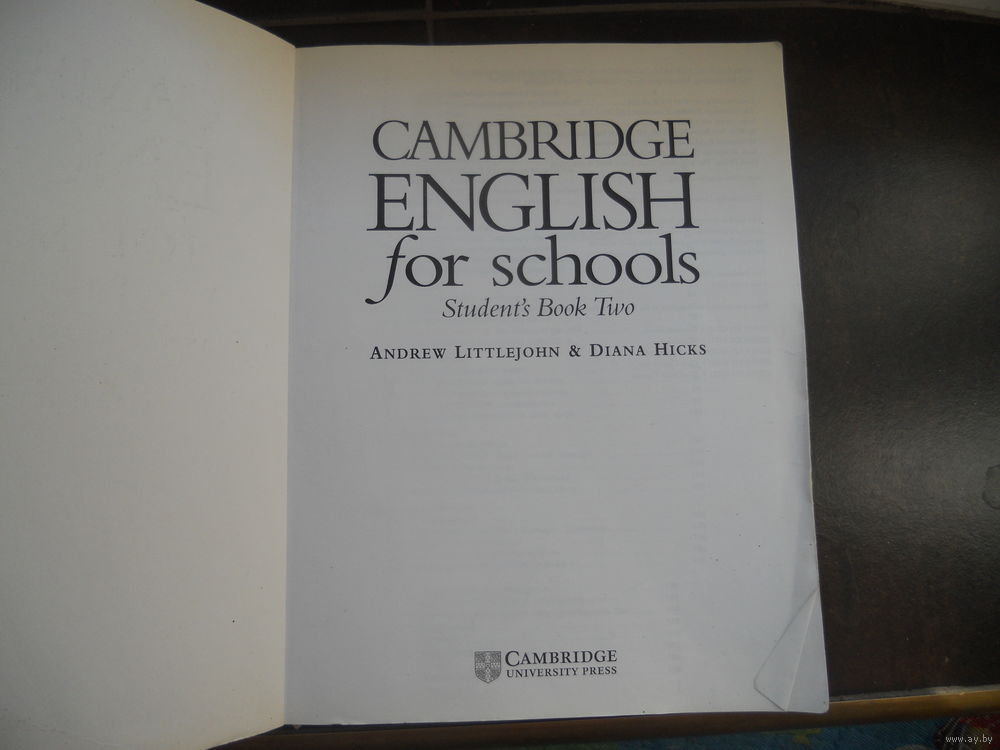 CAMBRIDGE
ENGLISH
for schools
Student's Book Two
ANDREW LITTLEJOHN & DIANA HICKS
CAMBRIDGE
UNIVERSITY PRESS
www.ay.by